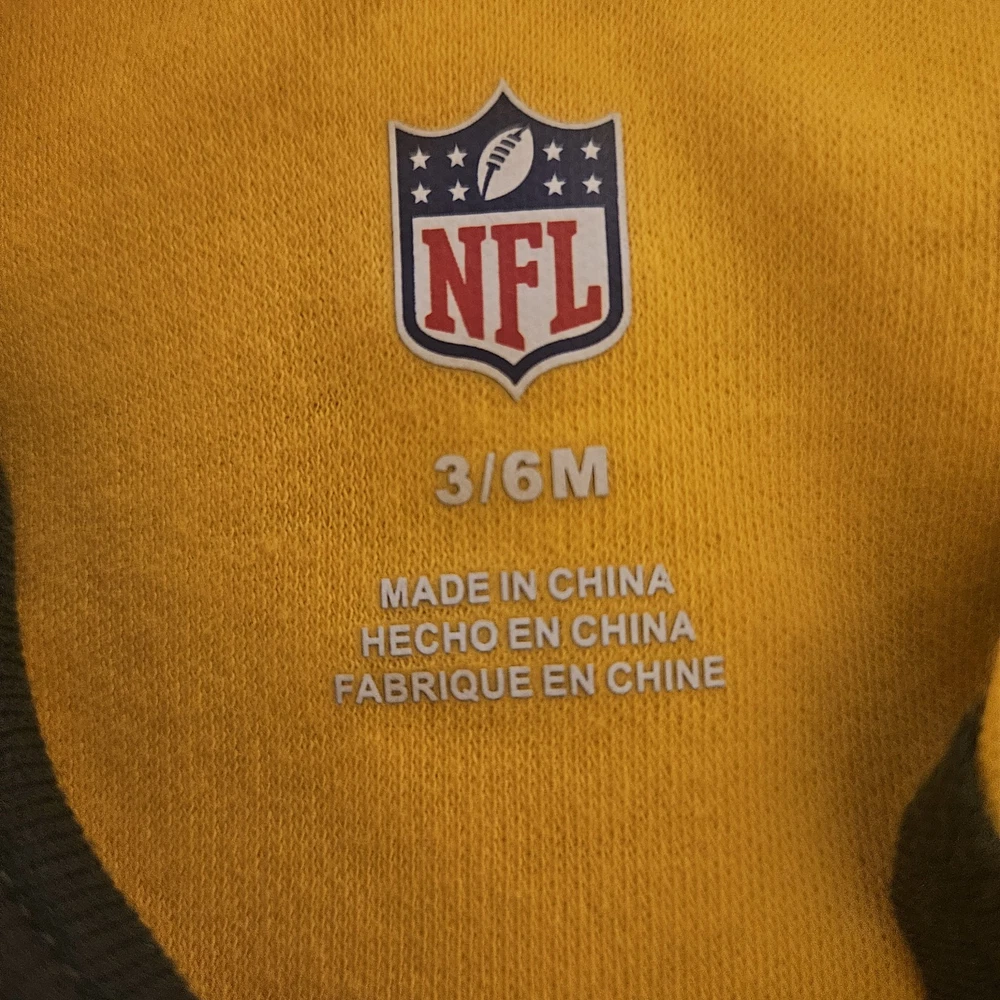 NFL
3/6M
MADE IN CHINA
HECHO EN CHINA
FABRIQUE EN CHINE